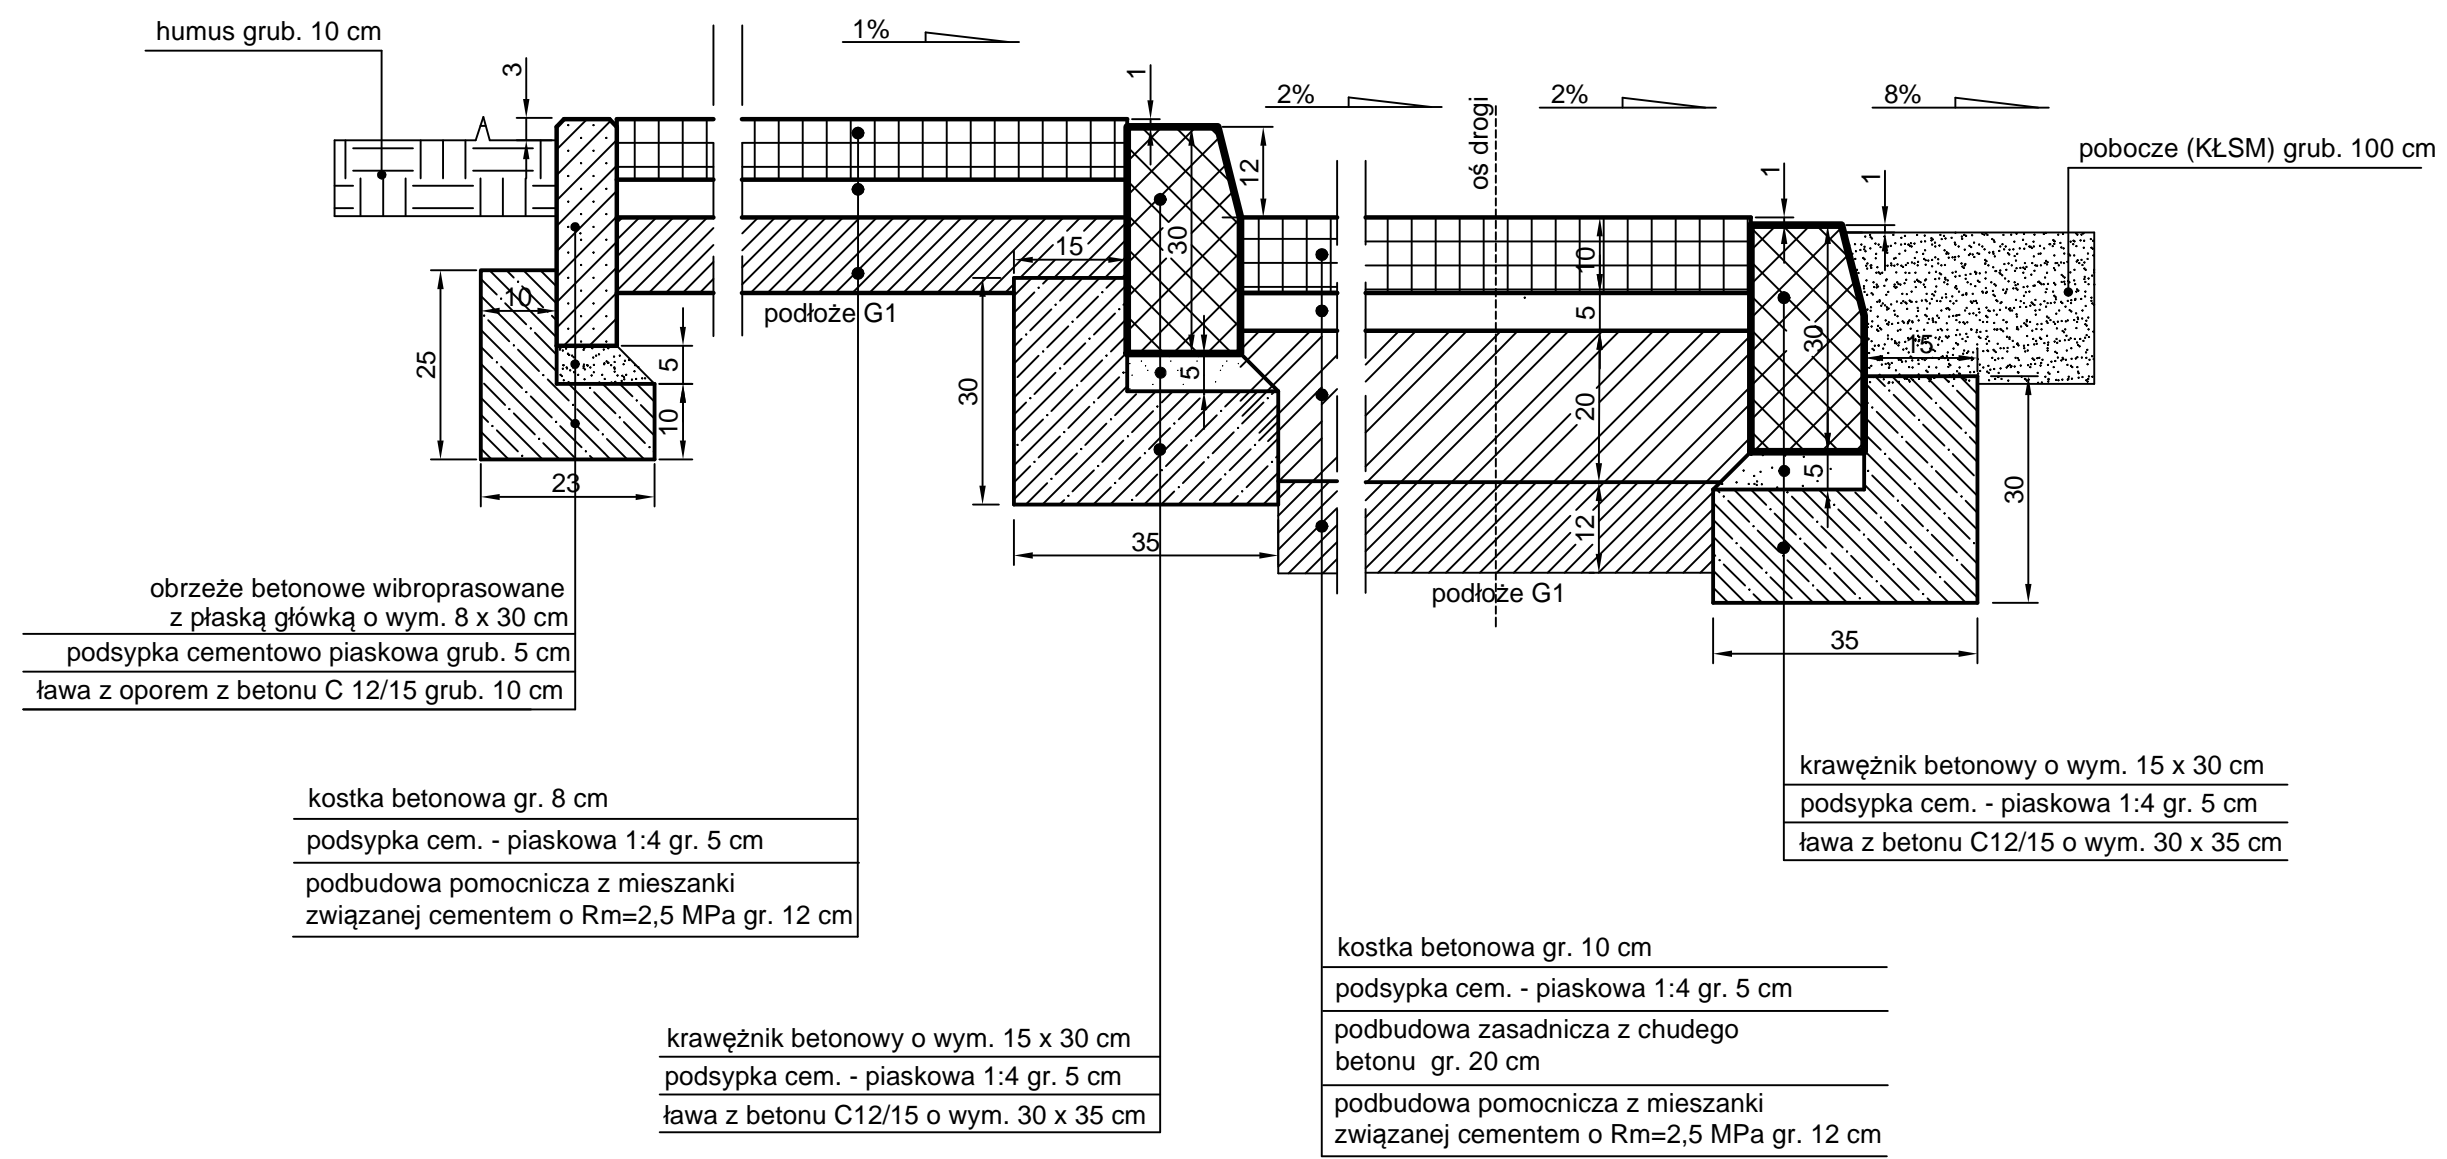 humus grub. 10 cm
1%
3
1
2%
oś drogi
2%
8%
pobocze (KŁSM) grub. 100 cm
12
1
1
30
15
10
podłoże G1
10
5
30
15
25
5
5
30
10
20
5
30
23
12
35
podłoże G1
35
obrzeże betonowe wibroprasowane
z płaską główką o wym. 8 x 30 cm
podsypka cementowo piaskowa grub. 5 cm
ława z oporem z betonu C 12/15 grub. 10 cm
kostka betonowa gr. 8 cm
podsypka cem. - piaskowa 1:4 gr. 5 cm
podbudowa pomocnicza z mieszanki
związanej cementem o Rm=2,5 MPa gr. 12 cm
krawężnik betonowy o wym. 15 x 30 cm
podsypka cem. - piaskowa 1:4 gr. 5 cm
ława z betonu C12/15 o wym. 30 x 35 cm
kostka betonowa gr. 10 cm
podsypka cem. - piaskowa 1:4 gr. 5 cm
podbudowa zasadnicza z chudego
betonu gr. 20 cm
podbudowa pomocnicza z mieszanki
związanej cementem o Rm=2,5 MPa gr. 12 cm
krawężnik betonowy o wym. 15 x 30 cm
podsypka cem. - piaskowa 1:4 gr. 5 cm
ława z betonu C12/15 o wym. 30 x 35 cm